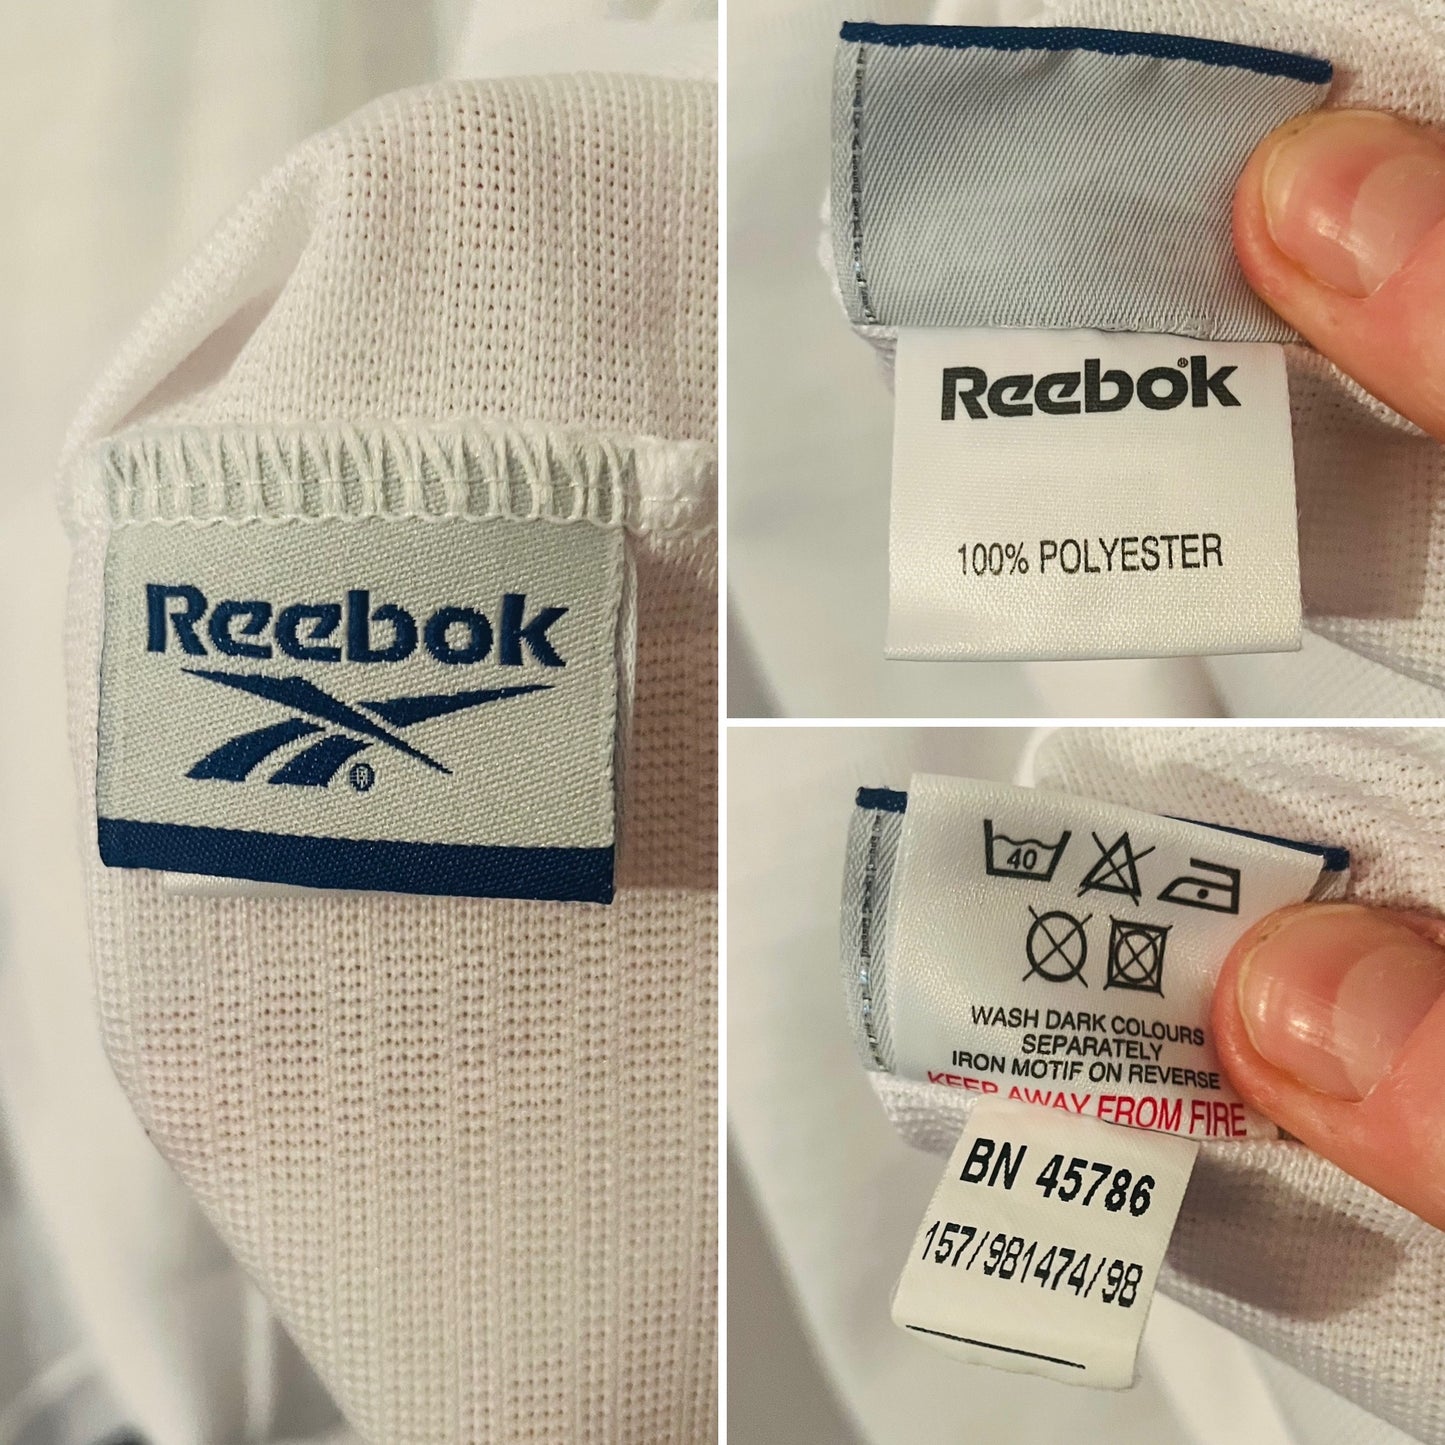 Reebok
®
Reebok®
100% POLYESTER
40
WASH DARK COLOURS
SEPARATELY
IRON MOTIF ON REVERSE
KEEP AWAY FROM FIRE
BN 45786
157/981474/98